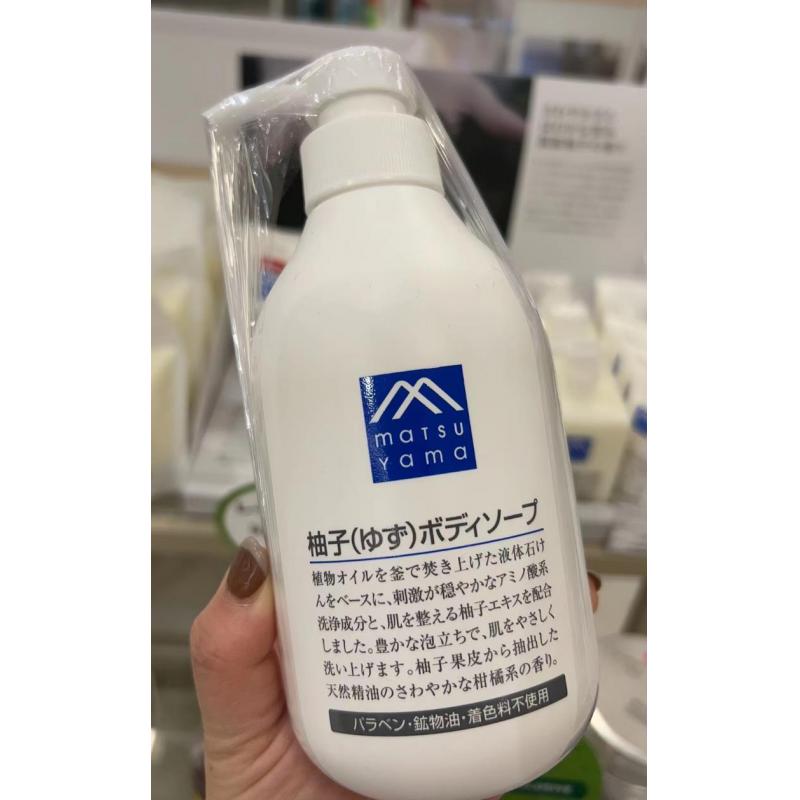 maTSU
Yama
柚子(ゆず)ボディソープ
植物オイルを釜で焚き上げた液体石け
んをベースに、刺激が穏やかなアミノ酸系
洗浄成分と、肌を整える柚子エキスを配合
しました。豊かな泡立ちで、肌をやさしく
洗い上げます。柚子果皮から抽出した
天然精油のさわやかな柑橘系の香り。
パラベン・鉱物油・着色料不使用